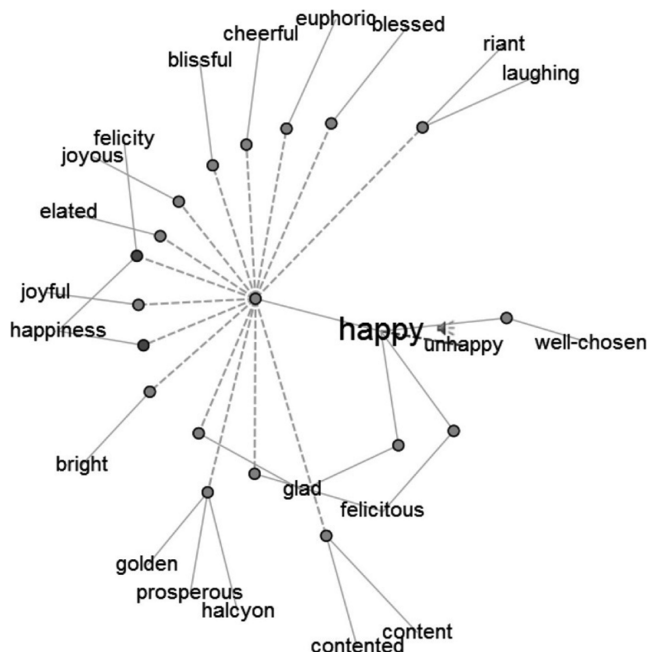 euphoric
blessed
cheerful
riant
blissful
laughing
felicity
joyous
elated
joyful
happiness
happy
unhappy
well-chosen
bright
glad
felicitous
golden
prosperous
halcyon
content
contented